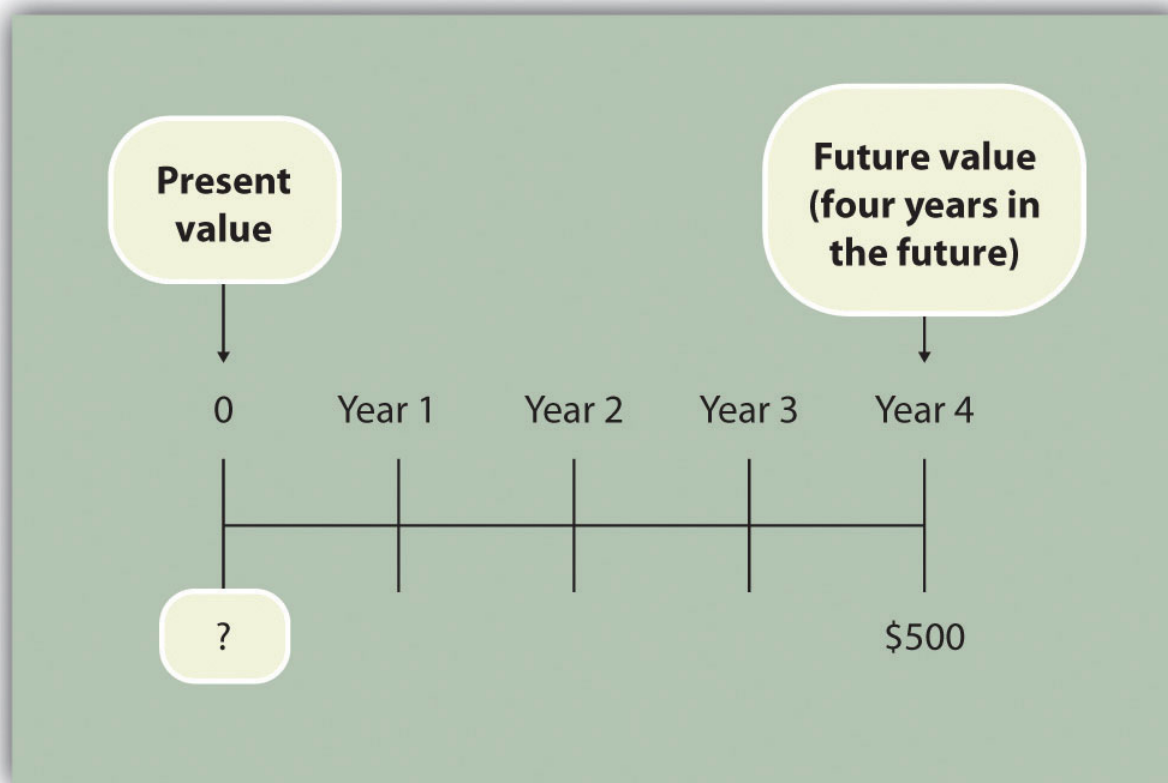 Present
value
Future value
(four years in
the future)
0 Year 1 Year 2 Year 3 Year 4
? $500